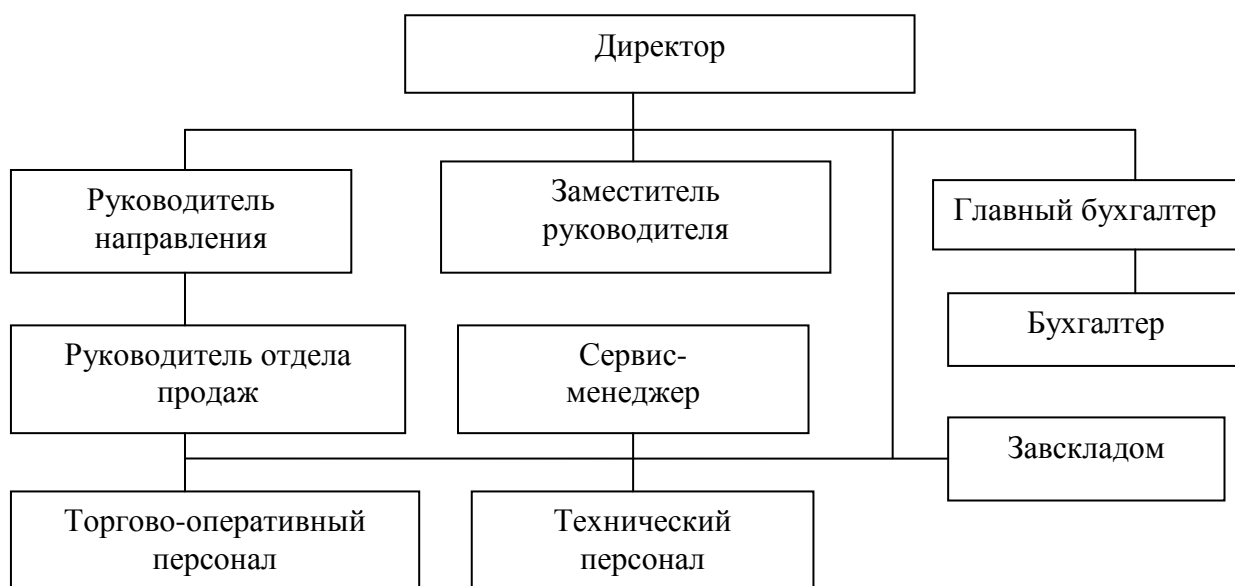 Директор
Руководитель
направления
Заместитель
руководителя
Главный бухгалтер
Бухгалтер
Руководитель отдела
продаж
Сервис-
менеджер
Завскладом
Торгово-оперативный
персонал
Технический
персонал